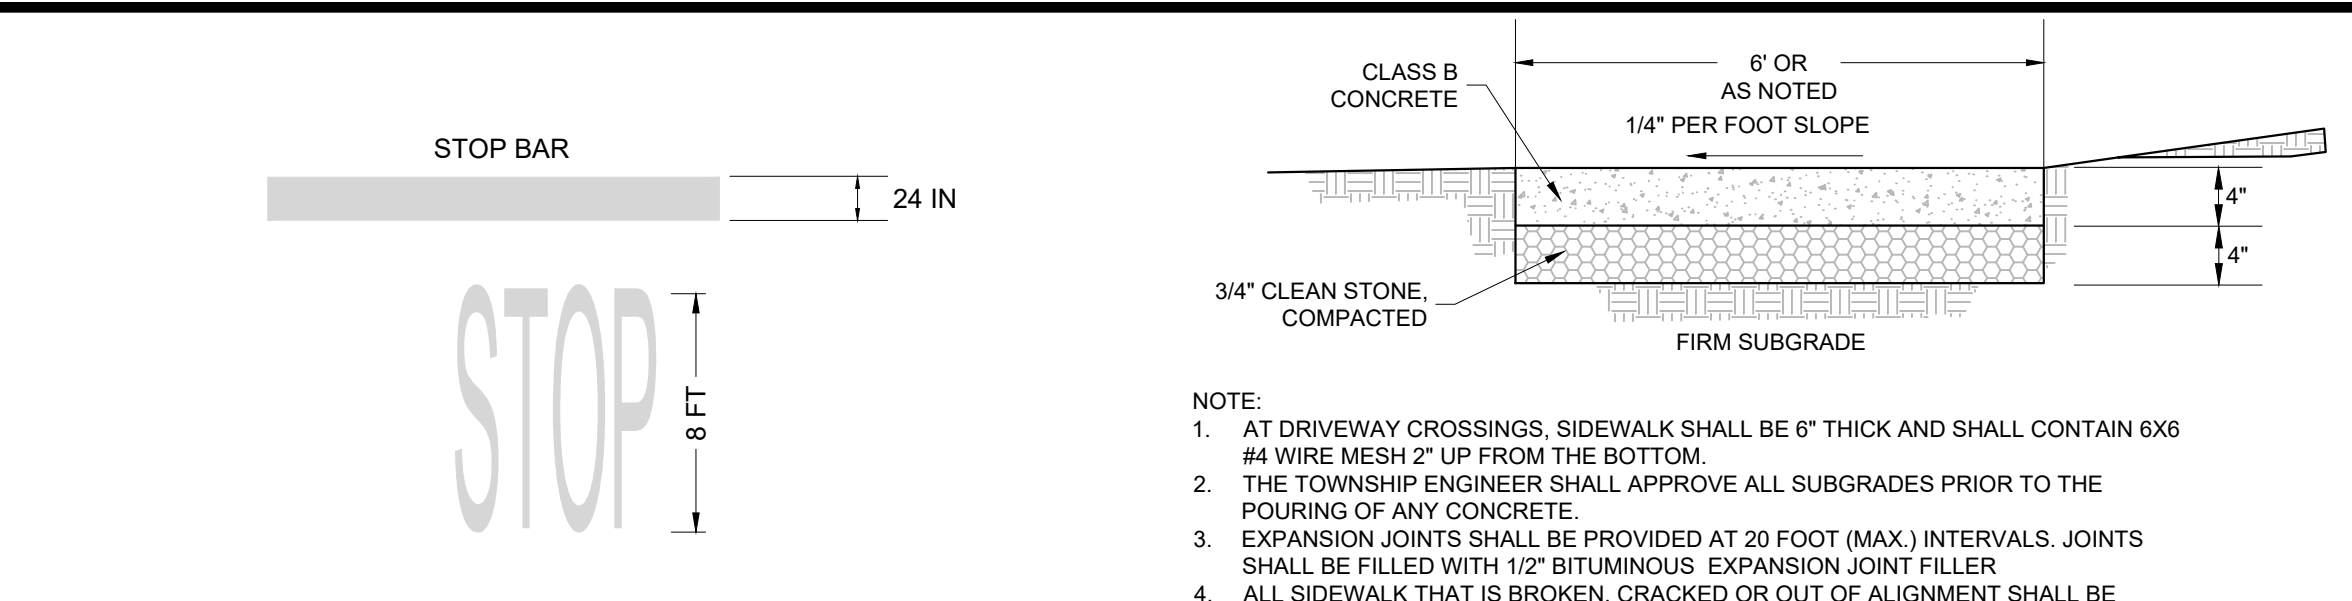 STOP BAR
24 IN
STOP
8 FT
CLASS B
CONCRETE
6' OR
AS NOTED
1/4" PER FOOT SLOPE
4"
4"
3/4" CLEAN STONE,
COMPACTED
FIRM SUBGRADE
NOTE:
1. AT DRIVEWAY CROSSINGS, SIDEWALK SHALL BE 6" THICK AND SHALL CONTAIN 6X6
#4 WIRE MESH 2" UP FROM THE BOTTOM.
2. THE TOWNSHIP ENGINEER SHALL APPROVE ALL SUBGRADES PRIOR TO THE
POURING OF ANY CONCRETE.
3. EXPANSION JOINTS SHALL BE PROVIDED AT 20 FOOT (MAX.) INTERVALS. JOINTS
SHALL BE FILLED WITH 1/2" BITUMINOUS EXPANSION JOINT FILLER
4. ALL SIDEWALK THAT IS BROKEN, CRACKED OR OUT OF ALIGNMENT SHALL BE